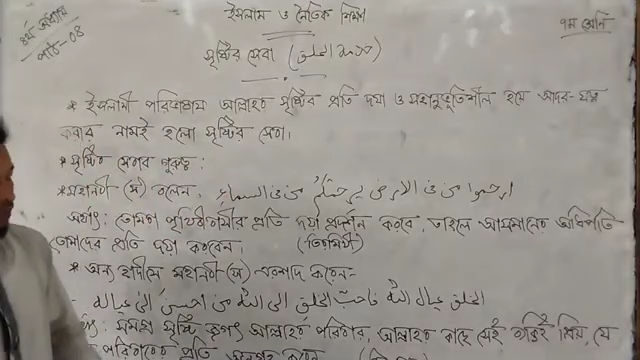 ৪র্থ অধ্যায়
পাঠ-০৪
ইসলাম ও নৈতিক শিক্ষা
৭ম শ্রেণি
সৃষ্টির সেবা (خدمة الخلق)
* ইসলামী পরিভাষায় আল্লাহর সৃষ্টির প্রতি দয়া ও সহানুভূতিশীল হয়ে আদর-যত্ন
করার নামই হলো সৃষ্টির সেবা।
* সৃষ্টির সেবার গুরুত্ব :
* মহানবী (স) বলেন, ارحموا من فى الارض يرحمكم من فى السماء
অর্থাৎ: তোমরা পৃথিবীবাসীর প্রতি দয়া প্রদর্শন করবে, তাহলে আসমানের অধিপতি
তোমাদের প্রতি দয়া করবেন। (তিরমিযী)
* অন্য হাদীসে মহানবী (স) এরশাদ করেন-
- الخلق عيال الله فاحب الخلق الى الله من احسن الى عياله
সমস্ত সৃষ্টি জগৎ আল্লাহর পরিবার, আল্লাহর কাছে সেই ব্যক্তিই প্রিয়, যে
পরিবারের প্রতি